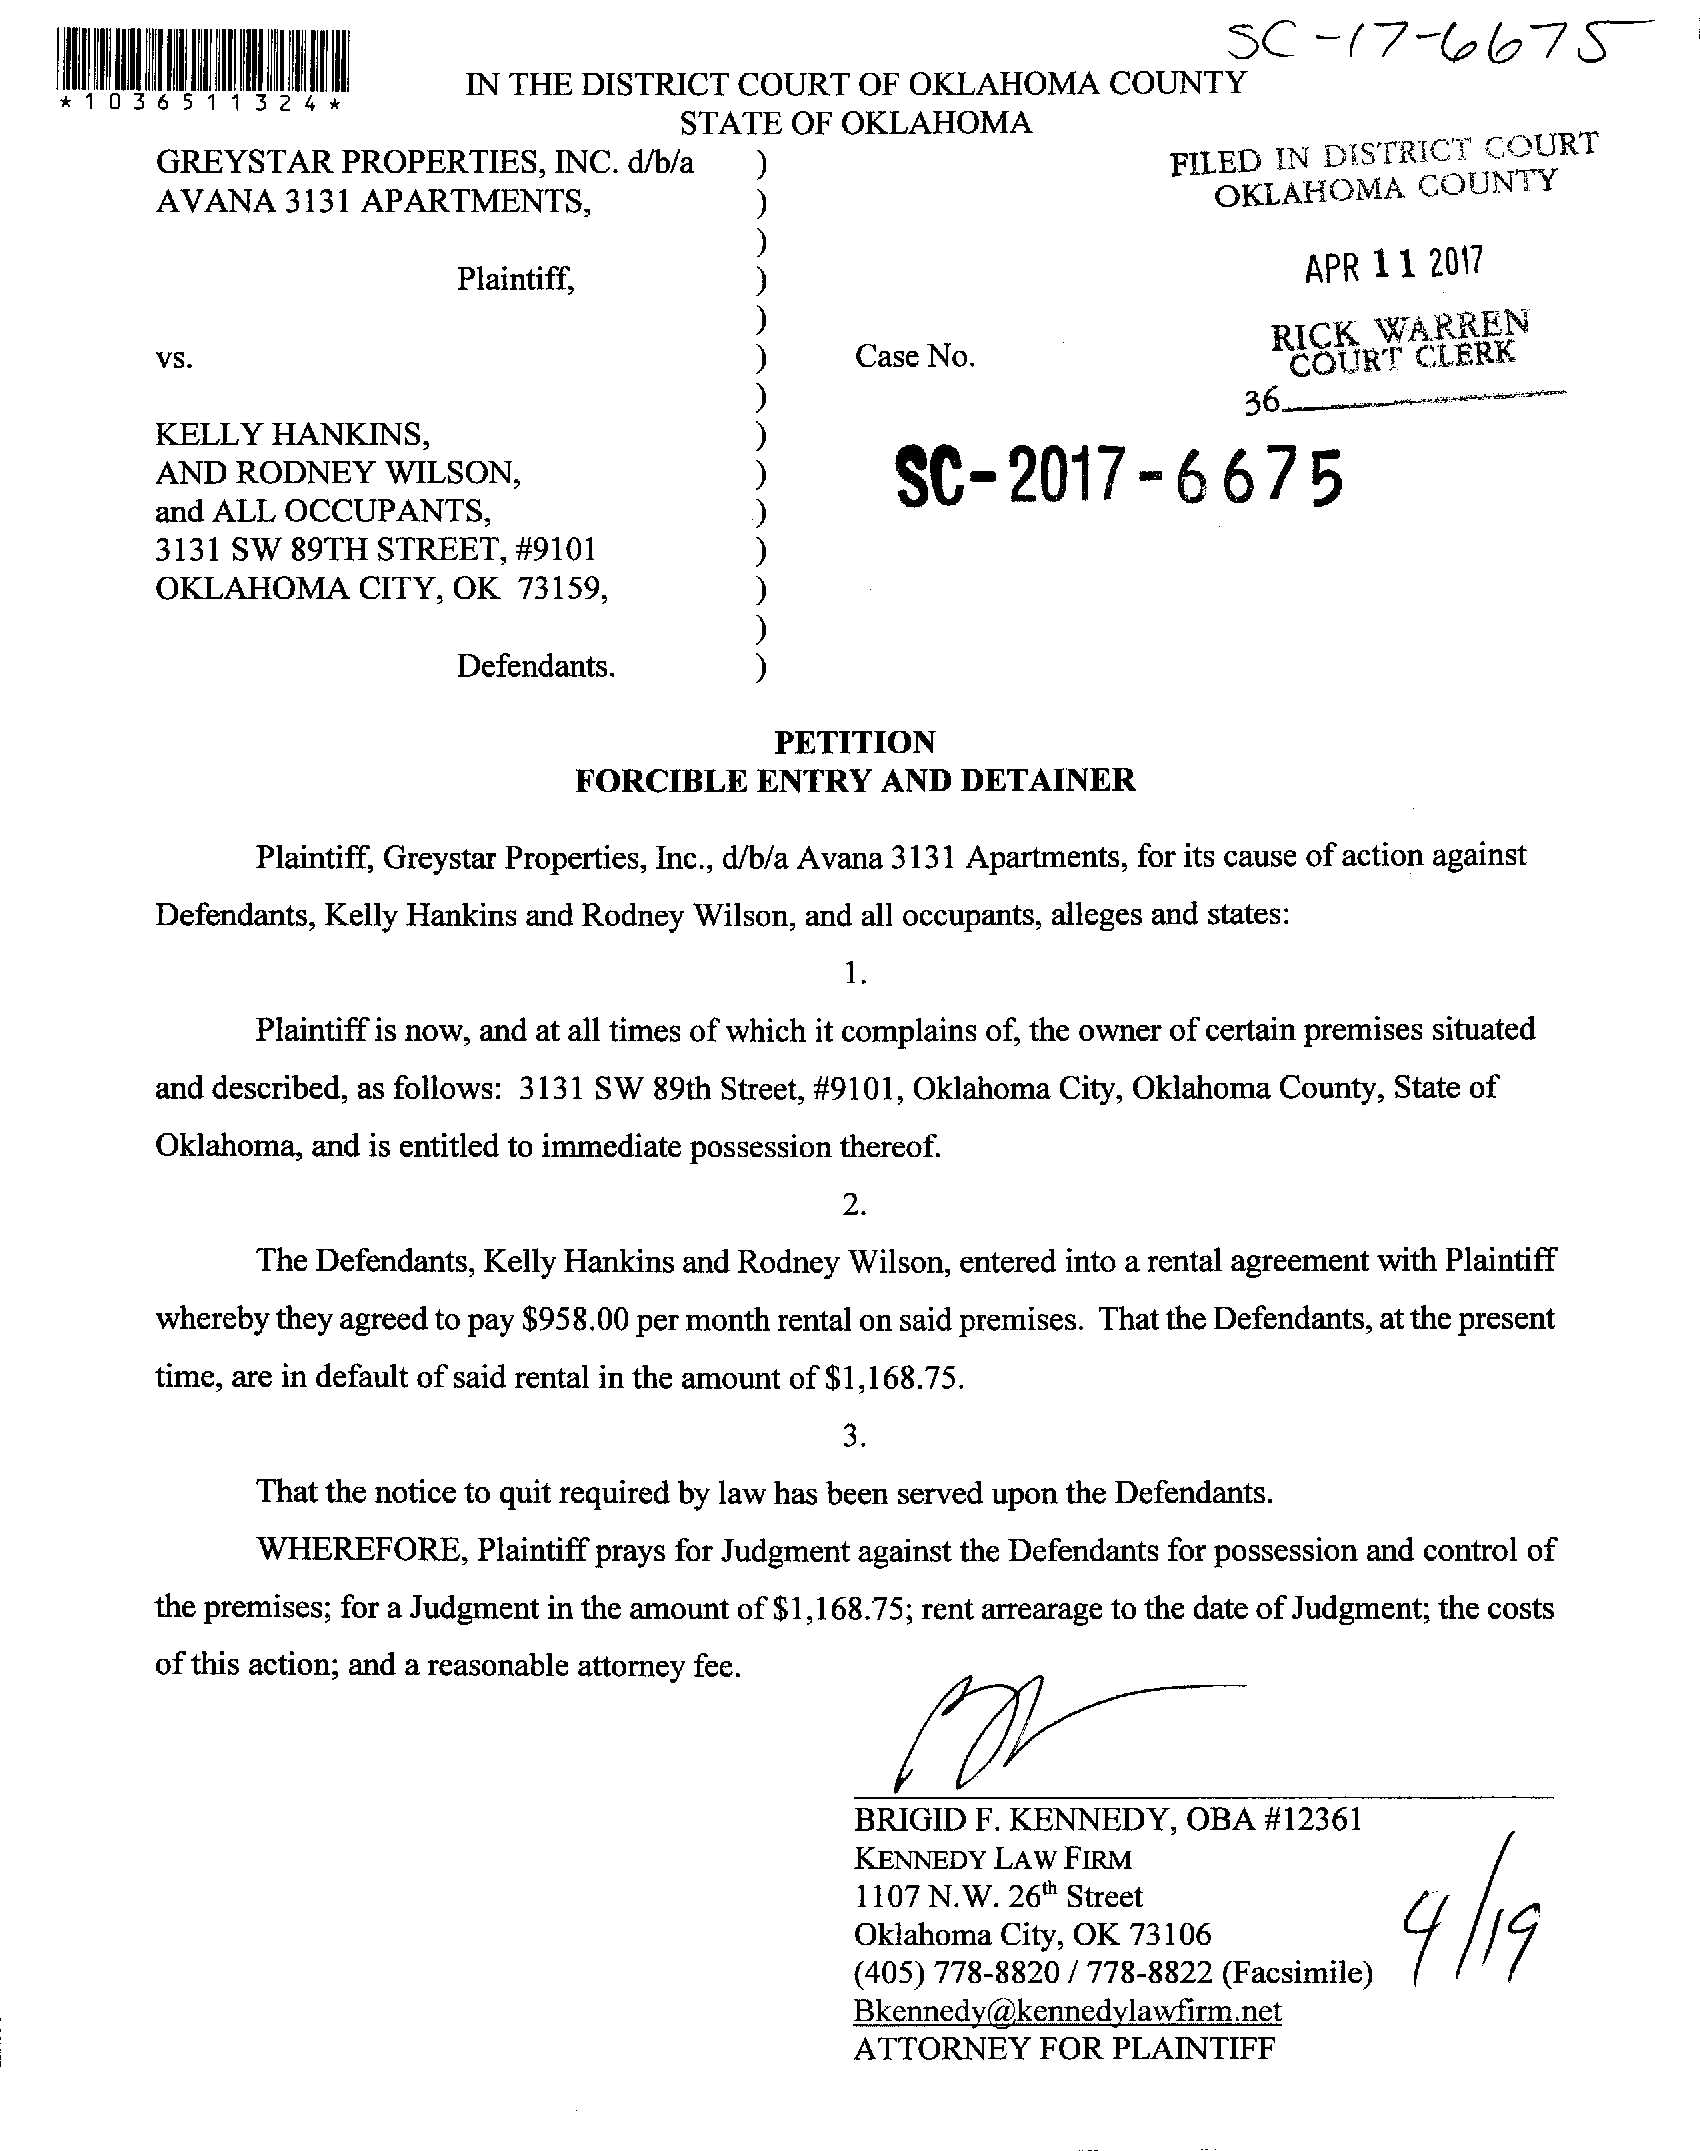 SC-17-6675
*1036511324*
IN THE DISTRICT COURT OF OKLAHOMA COUNTY
STATE OF OKLAHOMA
GREYSTAR PROPERTIES, INC. d/b/a )
AVANA 3131 APARTMENTS, )
)
Plaintiff, )
)
vs. ) Case No.
)
KELLY HANKINS, )
AND RODNEY WILSON, )
and ALL OCCUPANTS, )
3131 SW 89TH STREET, #9101 )
OKLAHOMA CITY, OK 73159, )
)
Defendants. )
FILED IN DISTRICT COURT
OKLAHOMA COUNTY
APR 11 2017
RICK WARREN
COURT CLERK
36
SC-2017-6675
PETITION
FORCIBLE ENTRY AND DETAINER
Plaintiff, Greystar Properties, Inc., d/b/a Avana 3131 Apartments, for its cause of action against
Defendants, Kelly Hankins and Rodney Wilson, and all occupants, alleges and states:
1.
Plaintiff is now, and at all times of which it complains of, the owner of certain premises situated
and described, as follows: 3131 SW 89th Street, #9101, Oklahoma City, Oklahoma County, State of
Oklahoma, and is entitled to immediate possession thereof.
2.
The Defendants, Kelly Hankins and Rodney Wilson, entered into a rental agreement with Plaintiff
whereby they agreed to pay $958.00 per month rental on said premises. That the Defendants, at the present
time, are in default of said rental in the amount of $1,168.75.
3.
That the notice to quit required by law has been served upon the Defendants.
WHEREFORE, Plaintiff prays for Judgment against the Defendants for possession and control of
the premises; for a Judgment in the amount of $1,168.75; rent arrearage to the date of Judgment; the costs
of this action; and a reasonable attorney fee.
BRIGID F. KENNEDY, OBA #12361
KENNEDY LAW FIRM
1107 N.W. 26th Street
Oklahoma City, OK 73106
(405) 778-8820 / 778-8822 (Facsimile)
Bkennedy@kennedylawfirm.net
ATTORNEY FOR PLAINTIFF
4/19